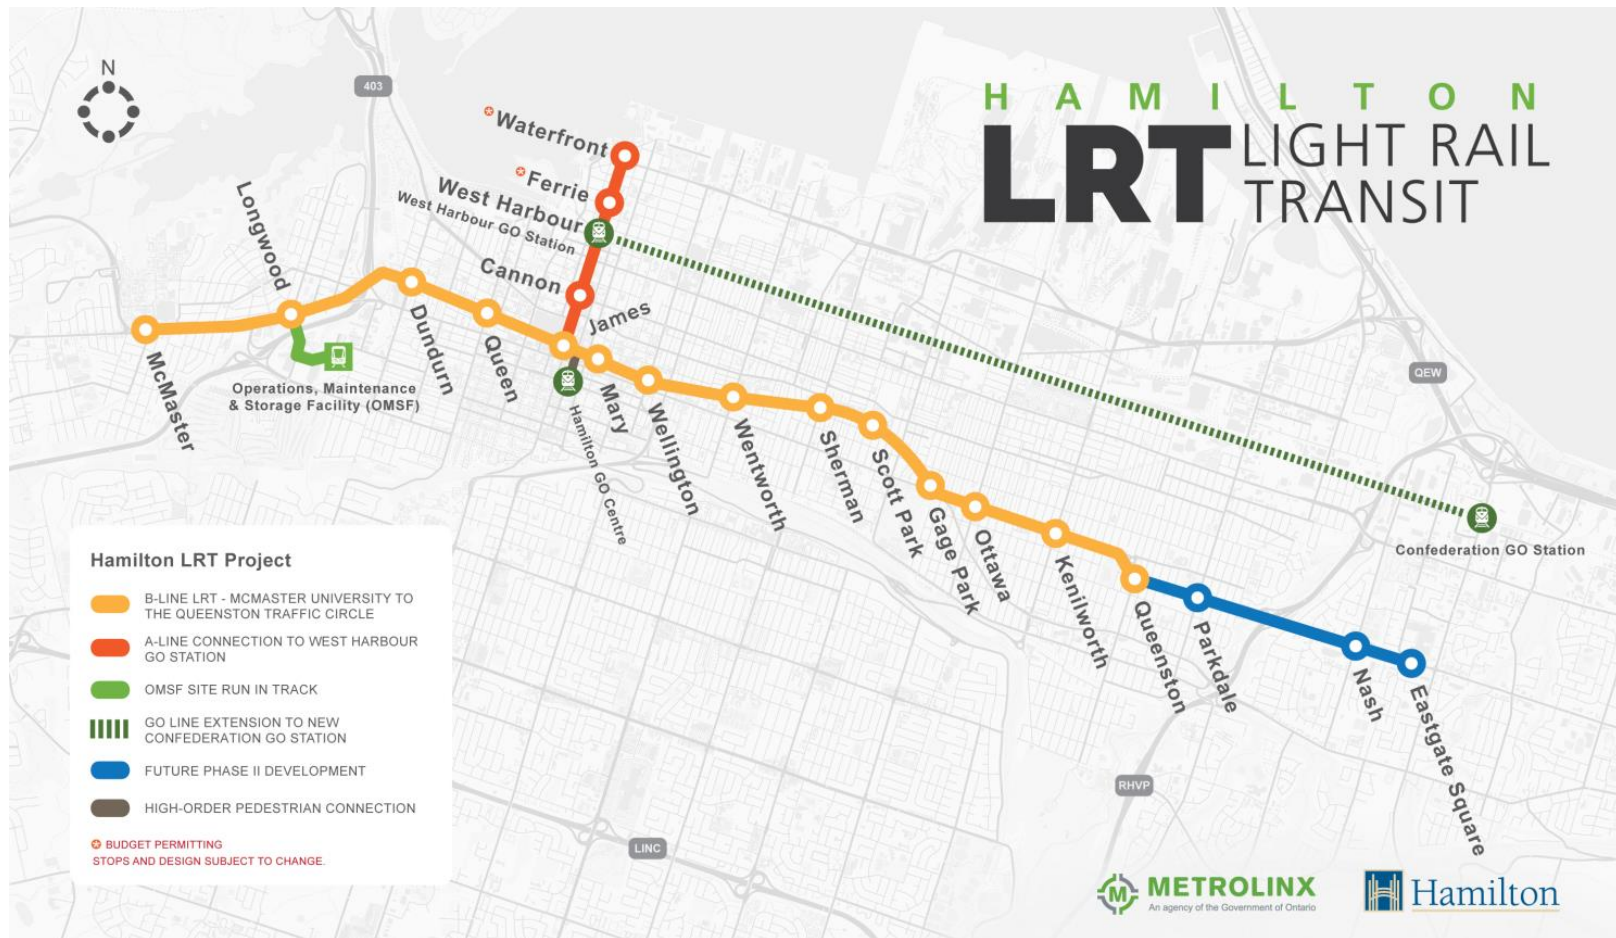 HAMILTON
LRT LIGHT RAIL
TRANSIT
N
403
Waterfront
Ferrie
West Harbour
West Harbour GO Station
Cannon
James
Longwood
McMaster
Operations, Maintenance
& Storage Facility (OMSF)
Dundurn
Queen
Hamilton GO Centre
Mary
Wellington
Wentworth
Sherman
Scott Park
Gage Park
Ottawa
Kenilworth
Queenston
Parkdale
Nash
Eastgate Square
QEW
Confederation GO Station
RHVP
LINC
Hamilton LRT Project
B-LINE LRT - MCMASTER UNIVERSITY TO
THE QUEENSTON TRAFFIC CIRCLE
A-LINE CONNECTION TO WEST HARBOUR
GO STATION
OMSF SITE RUN IN TRACK
GO LINE EXTENSION TO NEW
CONFEDERATION GO STATION
FUTURE PHASE II DEVELOPMENT
HIGH-ORDER PEDESTRIAN CONNECTION
BUDGET PERMITTING
STOPS AND DESIGN SUBJECT TO CHANGE.
M
METROLINX
An agency of the Government of Ontario
Hamilton